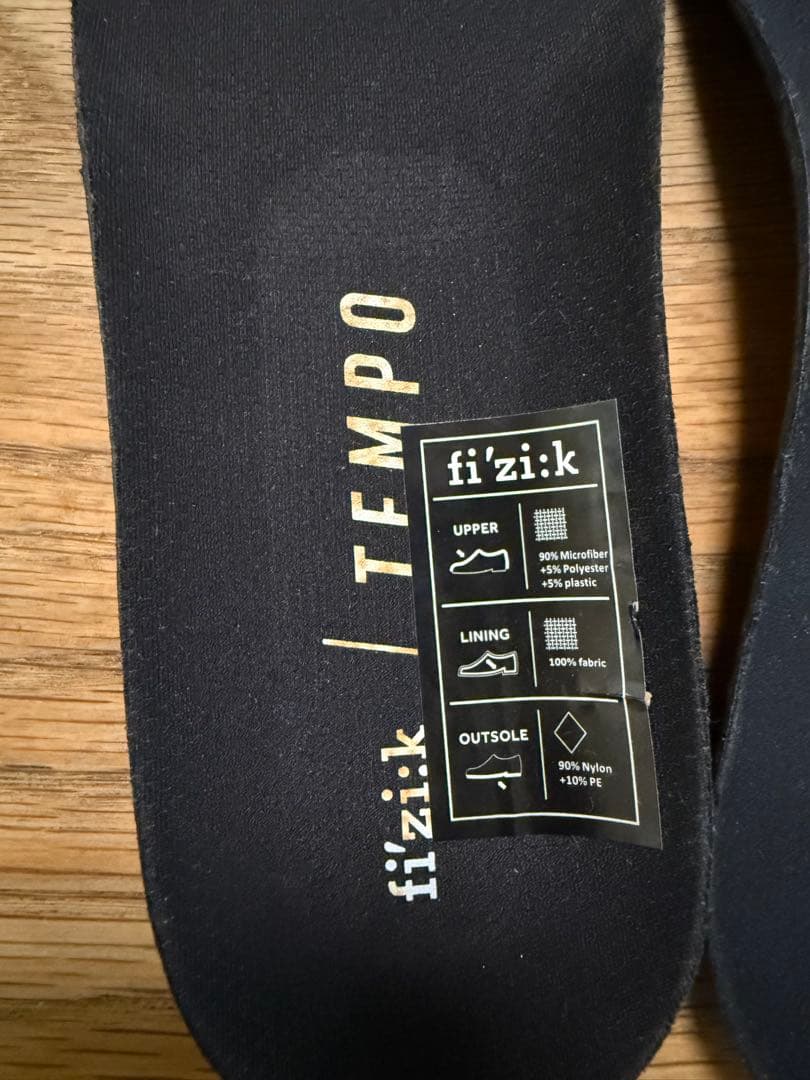 fi'zi:k / TEMPO
fi'zi:k
UPPER
90% Microfiber
+5% Polyester
+5% plastic
LINING
100% fabric
OUTSOLE
90% Nylon
+10% PE